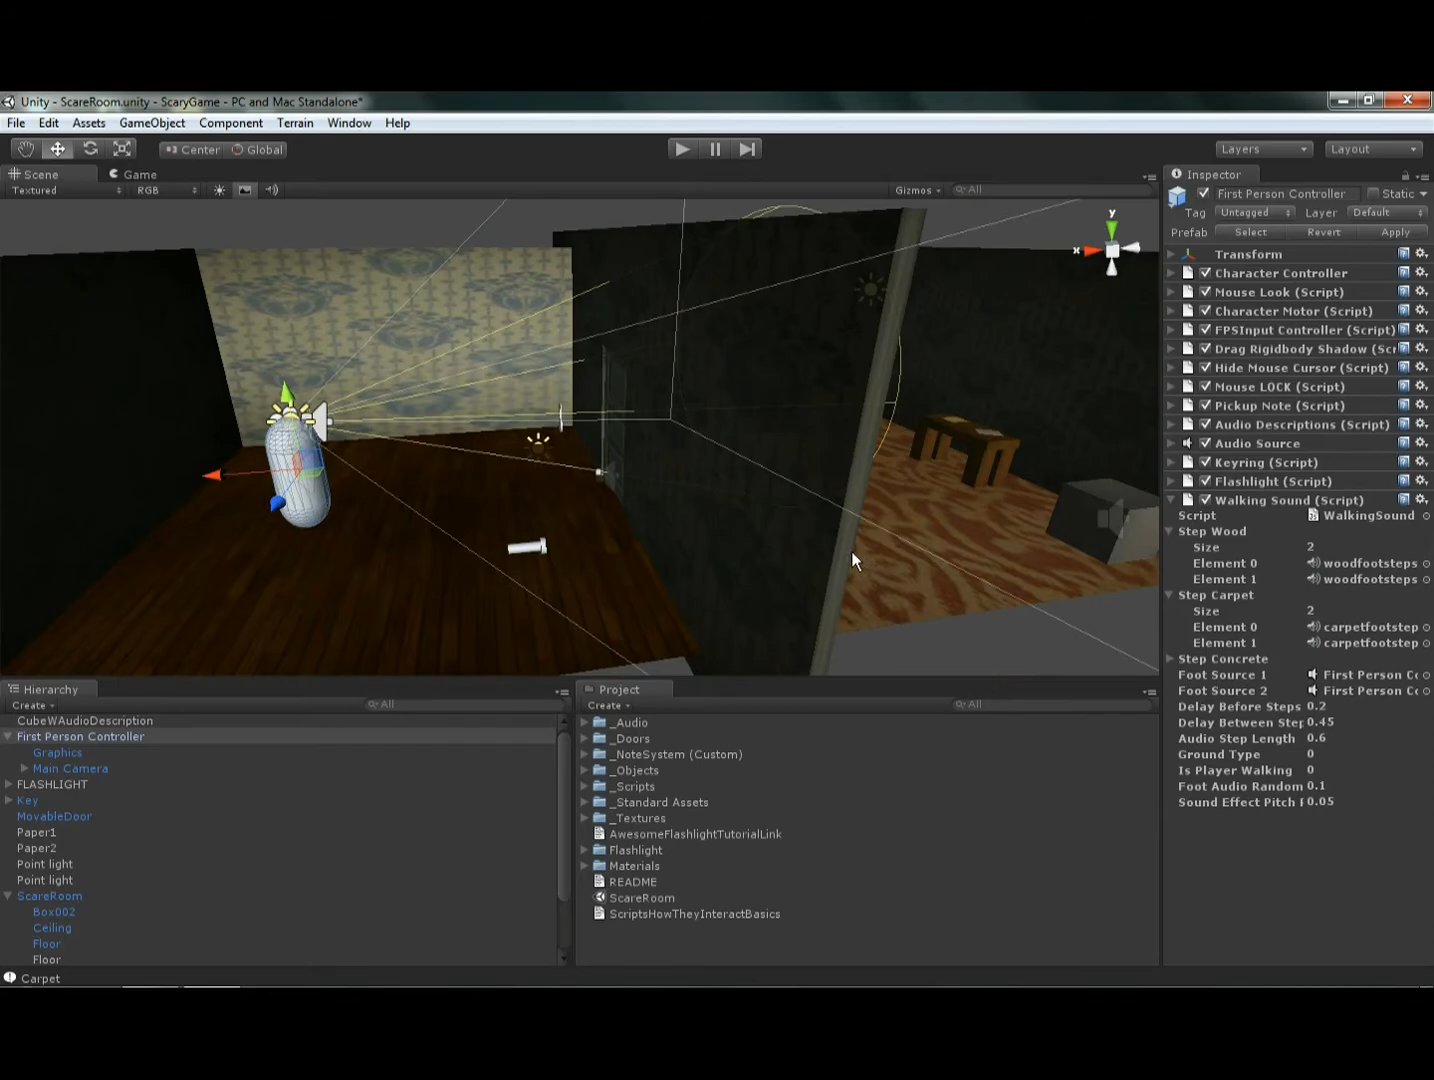 Unity - ScareRoom.unity - ScaryGame - PC and Mac Standalone*
File Edit Assets GameObject Component Terrain Window Help
Center Global
Layers Layout
Scene Game
Textured RGB Gizmos All
Inspector
First Person Controller Static
Tag Untagged Layer Default
Prefab Select Revert Apply
y
x
Transform
Character Controller
Mouse Look (Script)
Character Motor (Script)
FPSInput Controller (Script)
Drag Rigidbody Shadow (Scr
Hide Mouse Cursor (Script)
Mouse LOCK (Script)
Pickup Note (Script)
Audio Descriptions (Script)
Audio Source
Keyring (Script)
Flashlight (Script)
Walking Sound (Script)
Script WalkingSound
Step Wood
Size 2
Element 0 woodfootsteps
Element 1 woodfootsteps
Step Carpet
Size 2
Element 0 carpetfootstep
Element 1 carpetfootstep
Step Concrete
Foot Source 1 First Person Co
Foot Source 2 First Person Co
Delay Before Steps 0.2
Delay Between Step 0.45
Audio Step Length 0.6
Ground Type 0
Is Player Walking 0
Foot Audio Random 0.1
Sound Effect Pitch 0.05
Hierarchy
Create All
CubeWAudioDescription
First Person Controller
Graphics
Main Camera
FLASHLIGHT
Key
MovableDoor
Paper1
Paper2
Point light
Point light
ScareRoom
Box002
Ceiling
Floor
Floor
Project
Create All
_Audio
_Doors
_NoteSystem (Custom)
_Objects
_Scripts
_Standard Assets
_Textures
AwesomeFlashlightTutorialLink
Flashlight
Materials
README
ScareRoom
ScriptsHowTheyInteractBasics
Carpet